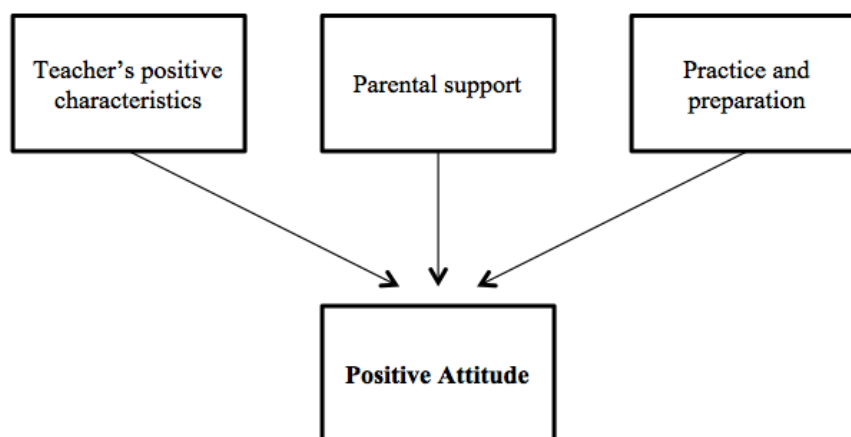 Teacher’s positive
characteristics
Parental support
Practice and
preparation
Positive Attitude